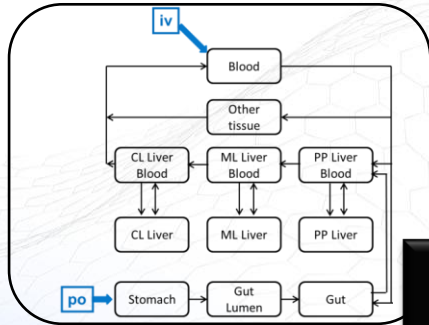 iv
Blood
Other
tissue
CL Liver
Blood
ML Liver
Blood
PP Liver
Blood
CL Liver
ML Liver
PP Liver
po
Stomach
Gut
Lumen
Gut